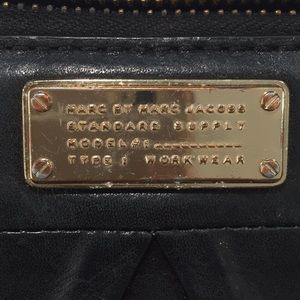 MARC BY MARC JACOBS
STANDARD SUPPLY
MODEL#:
TYPE: WORKWEAR